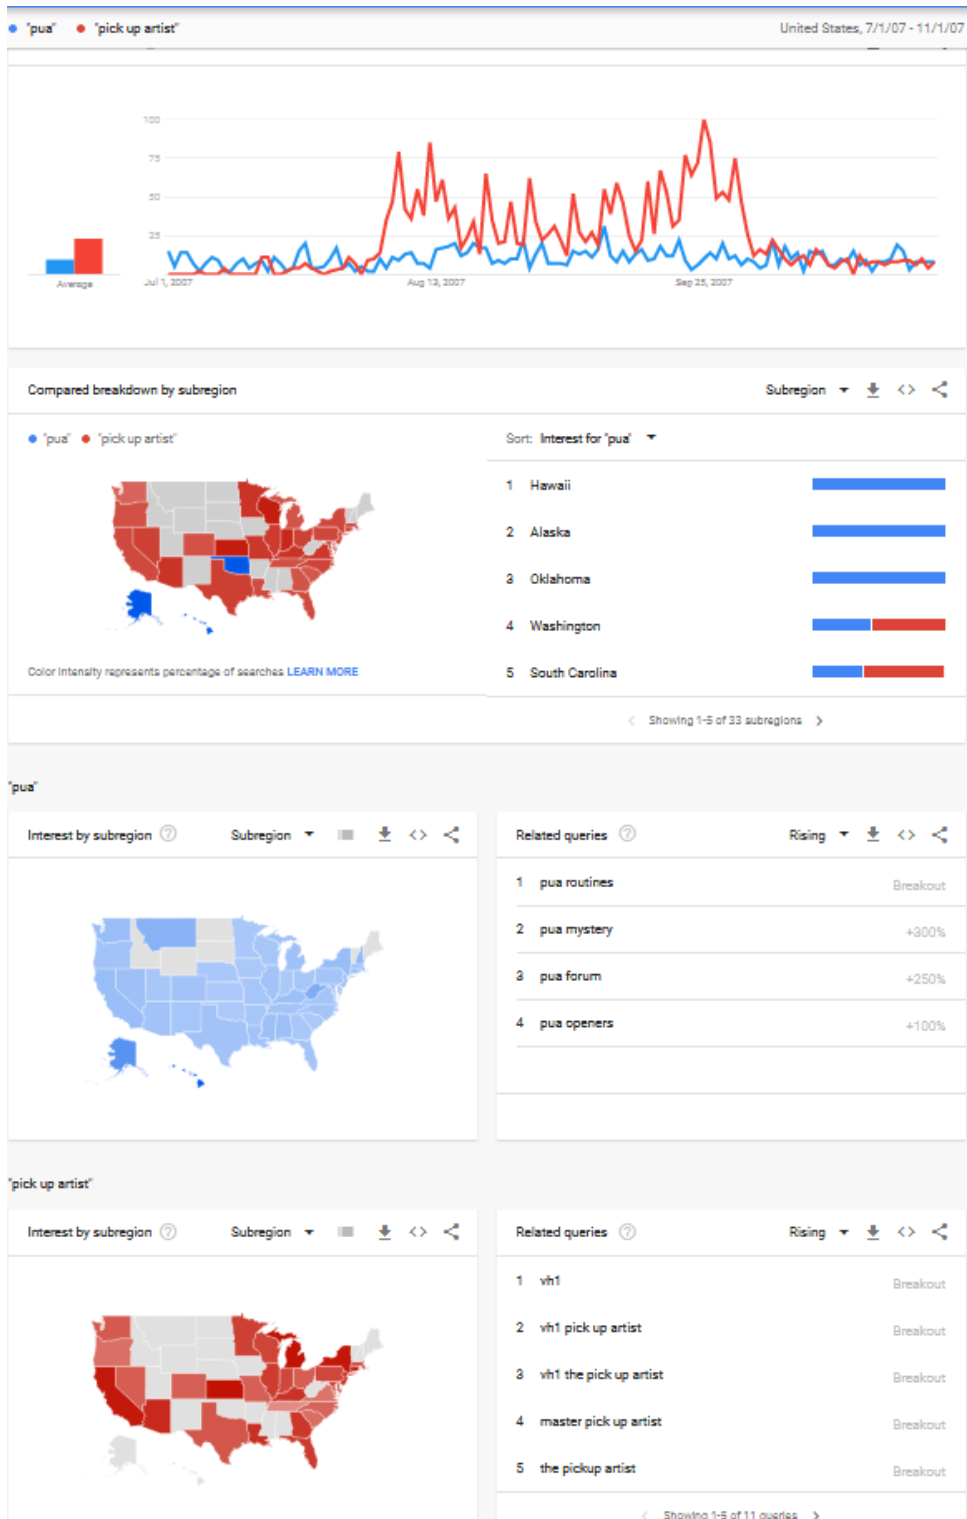 "pua" "pick up artist" United States, 7/1/07 - 11/1/07
100
75
50
25
Average
Jul 1, 2007 Aug 13, 2007 Sep 25, 2007
Compared breakdown by subregion Subregion
"pua" "pick up artist" Sort: Interest for "pua"
1 Hawaii
2 Alaska
3 Oklahoma
4 Washington
5 South Carolina
Color intensity represents percentage of searches LEARN MORE
Showing 1-5 of 33 subregions
"pua"
Interest by subregion ? Subregion Related queries ? Rising
1 pua routines Breakout
2 pua mystery +300%
3 pua forum +250%
4 pua openers +100%
"pick up artist"
Interest by subregion ? Subregion Related queries ? Rising
1 vh1 Breakout
2 vh1 pick up artist Breakout
3 vh1 the pick up artist Breakout
4 master pick up artist Breakout
5 the pickup artist Breakout
Showing 1-5 of 11 queries